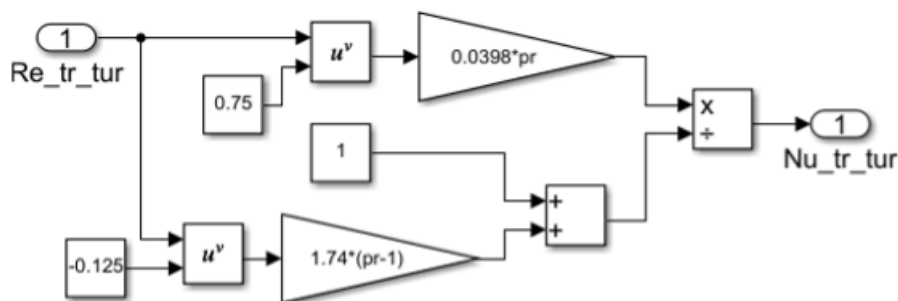 1
Re_tr_tur
u^v
0.75
0.0398*pr
1
x
÷
1
Nu_tr_tur
+
+
-0.125
u^v
1.74*(pr-1)